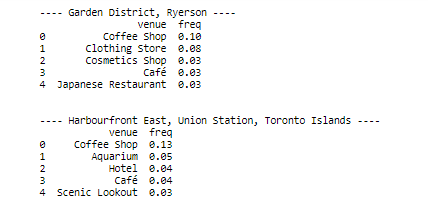 ---- Garden District, Ryerson ----
venue freq
0 Coffee Shop 0.10
1 Clothing Store 0.08
2 Cosmetics Shop 0.03
3 Café 0.03
4 Japanese Restaurant 0.03
---- Harbourfront East, Union Station, Toronto Islands ----
venue freq
0 Coffee Shop 0.13
1 Aquarium 0.05
2 Hotel 0.04
3 Café 0.04
4 Scenic Lookout 0.03